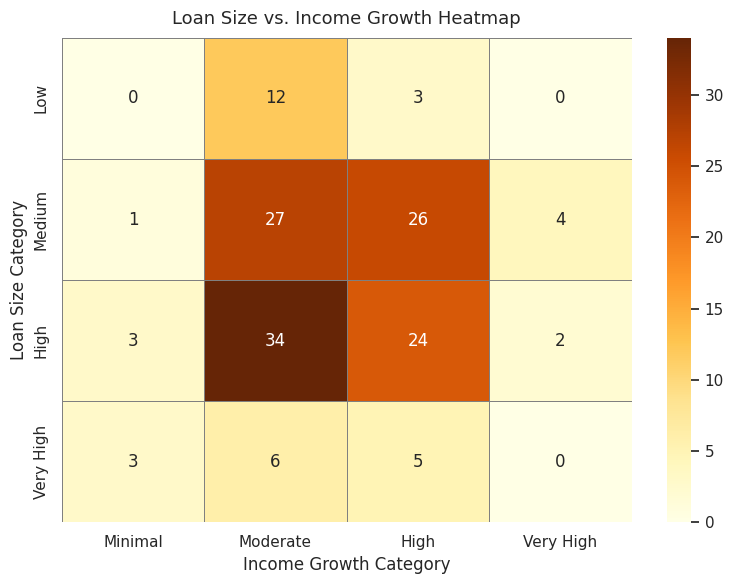 Loan Size vs. Income Growth Heatmap
Loan Size Category
Low
0
12
3
0
Medium
1
27
26
4
High
3
34
24
2
Very High
3
6
5
0
Minimal
Moderate
High
Very High
Income Growth Category
30
25
20
15
10
5
0